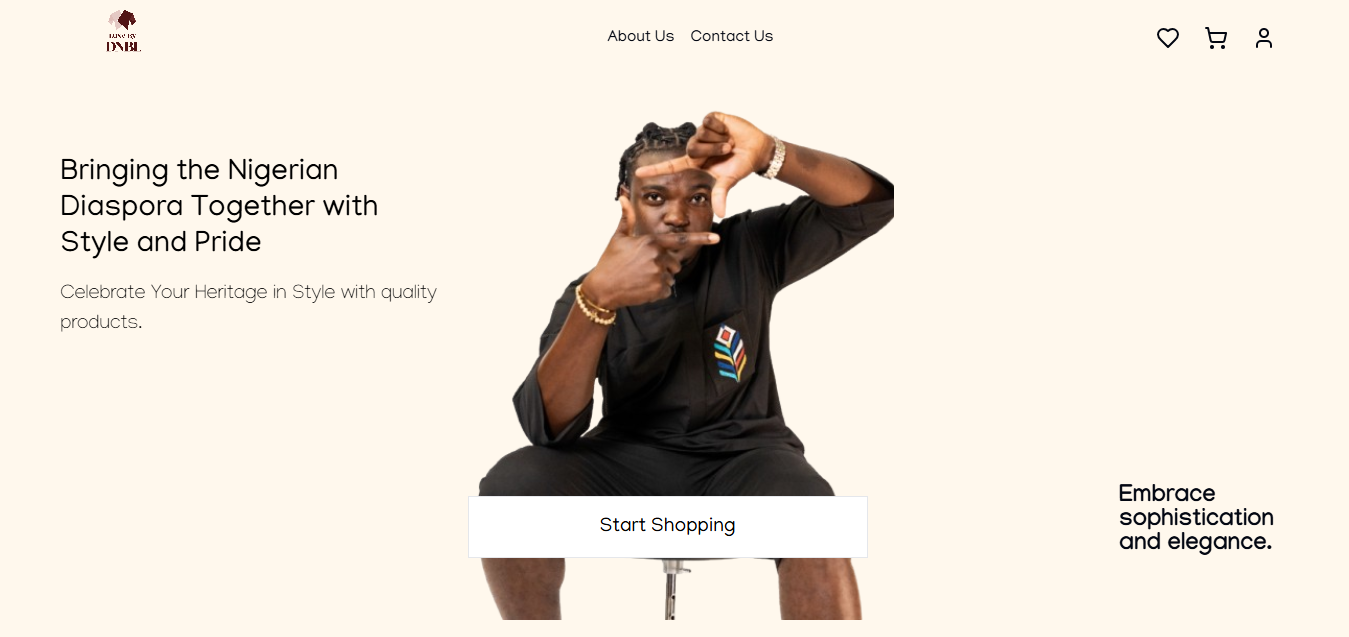 LUXURY
DNBL
About Us
Contact Us
Bringing the Nigerian
Diaspora Together with
Style and Pride
Celebrate Your Heritage in Style with quality
products.
Start Shopping
Embrace
sophistication
and elegance.